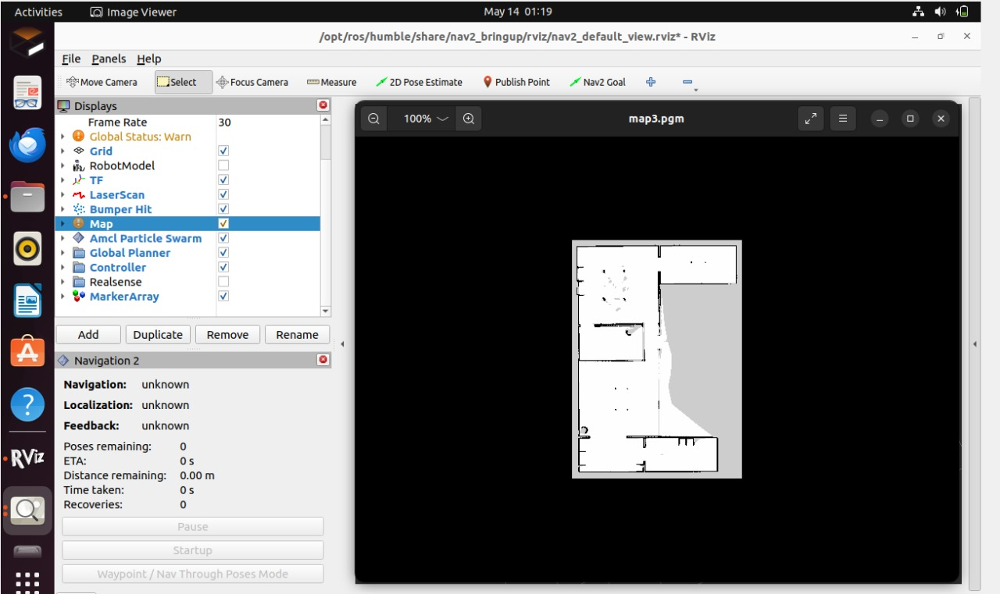 Activities Image Viewer May 14 01:19
/opt/ros/humble/share/nav2_bringup/rviz/nav2_default_view.rviz* - RViz
File Panels Help
Move Camera Select Focus Camera Measure 2D Pose Estimate Publish Point Nav2 Goal
Displays
Frame Rate 30
Global Status: Warn
Grid
RobotModel
TF
LaserScan
Bumper Hit
Map
Amcl Particle Swarm
Global Planner
Controller
Realsense
MarkerArray
Add Duplicate Remove Rename
Navigation 2
Navigation: unknown
Localization: unknown
Feedback: unknown
Poses remaining: 0
ETA: 0 s
Distance remaining: 0.00 m
Time taken: 0 s
Recoveries: 0
Pause
Startup
Waypoint / Nav Through Poses Mode
100% map3.pgm
RViz